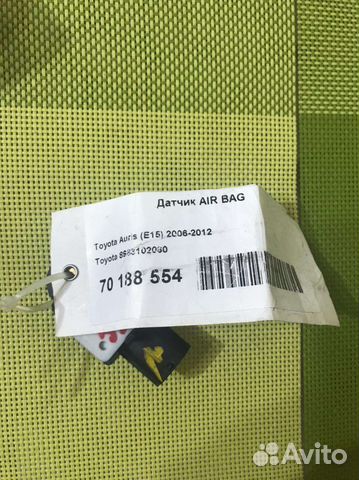 Датчик AIR BAG
Toyota Auris (E15) 2006-2012
Toyota 8983102060
70 188 554
Avito